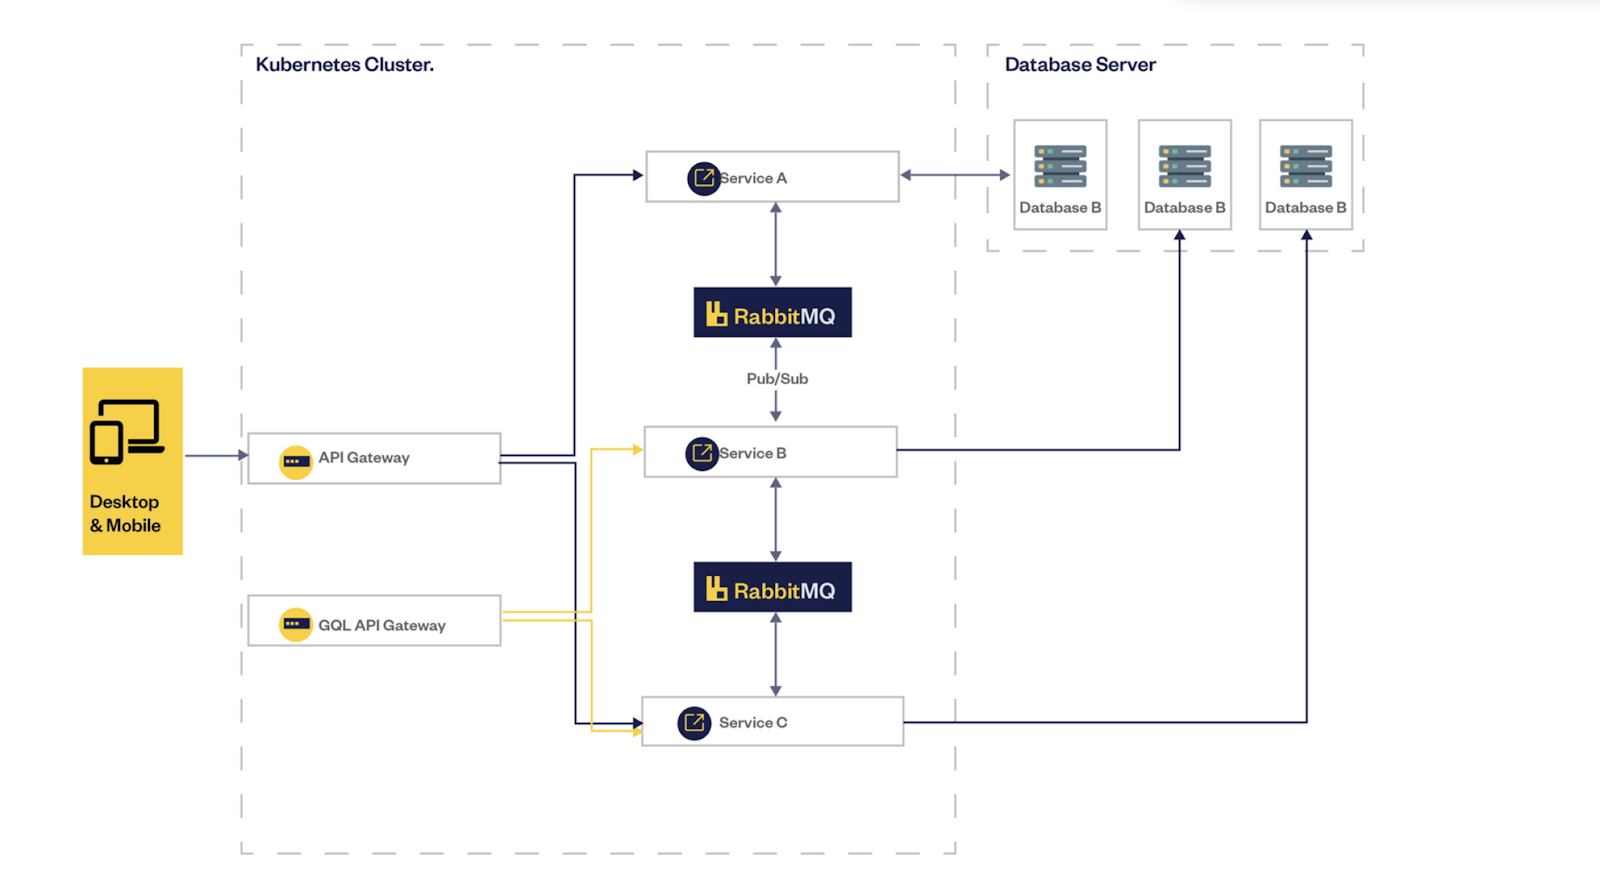 Kubernetes Cluster.
Database Server
Service A
Database B
Database B
Database B
RabbitMQ
Pub/Sub
Desktop
& Mobile
API Gateway
Service B
RabbitMQ
GQL API Gateway
Service C